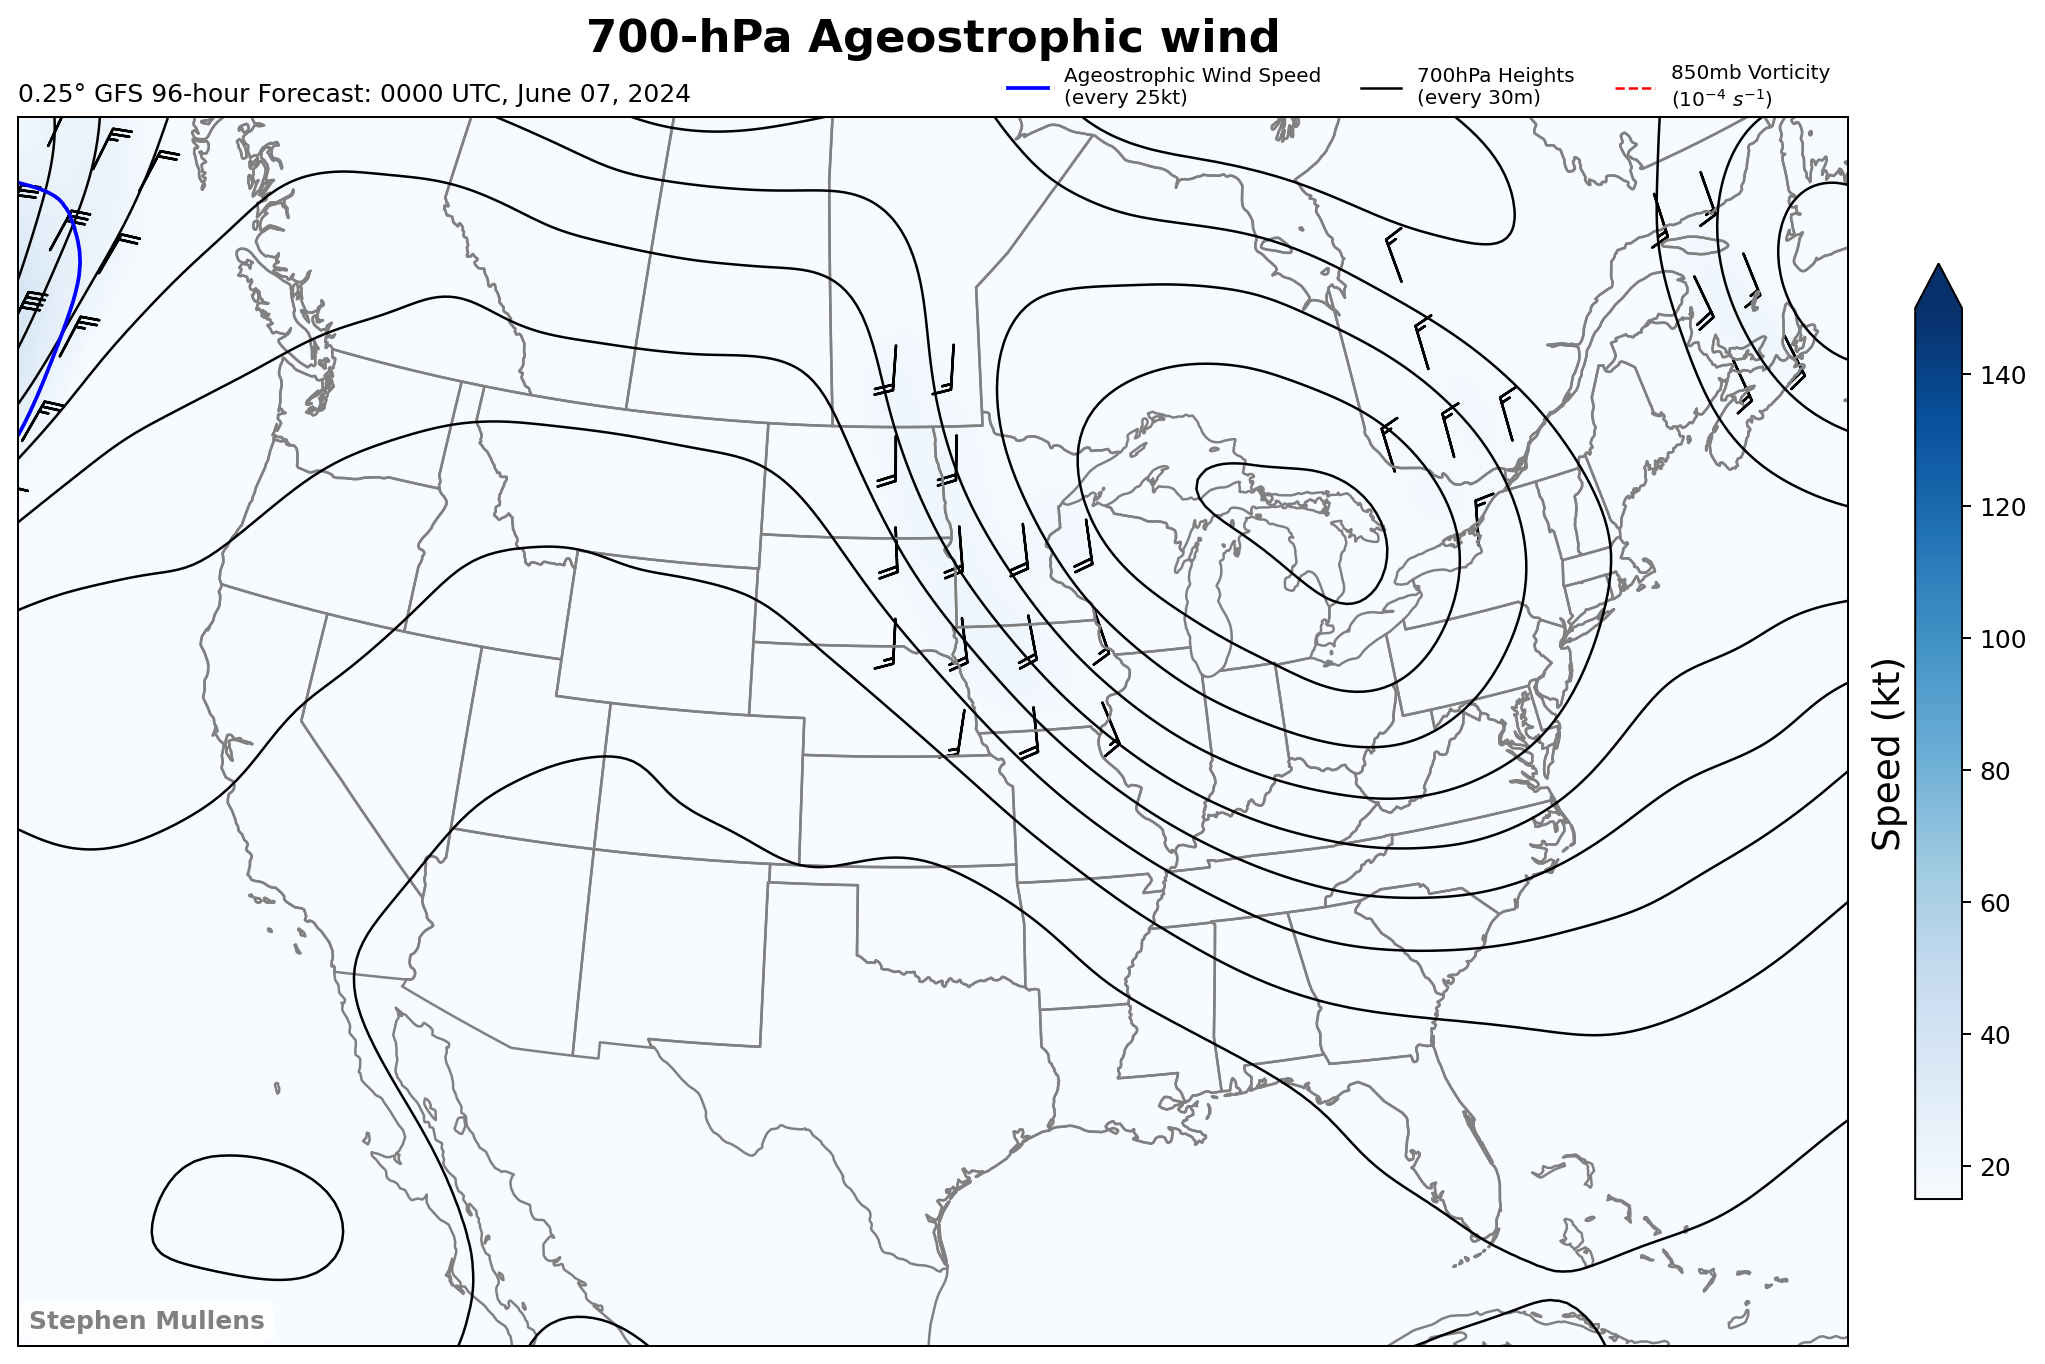 700-hPa Ageostrophic wind
0.25° GFS 96-hour Forecast: 0000 UTC, June 07, 2024
Ageostrophic Wind Speed
(every 25kt)
700hPa Heights
(every 30m)
850mb Vorticity
(10⁻⁴ s⁻¹)
140
120
100
80
60
40
20
Speed (kt)
Stephen Mullens